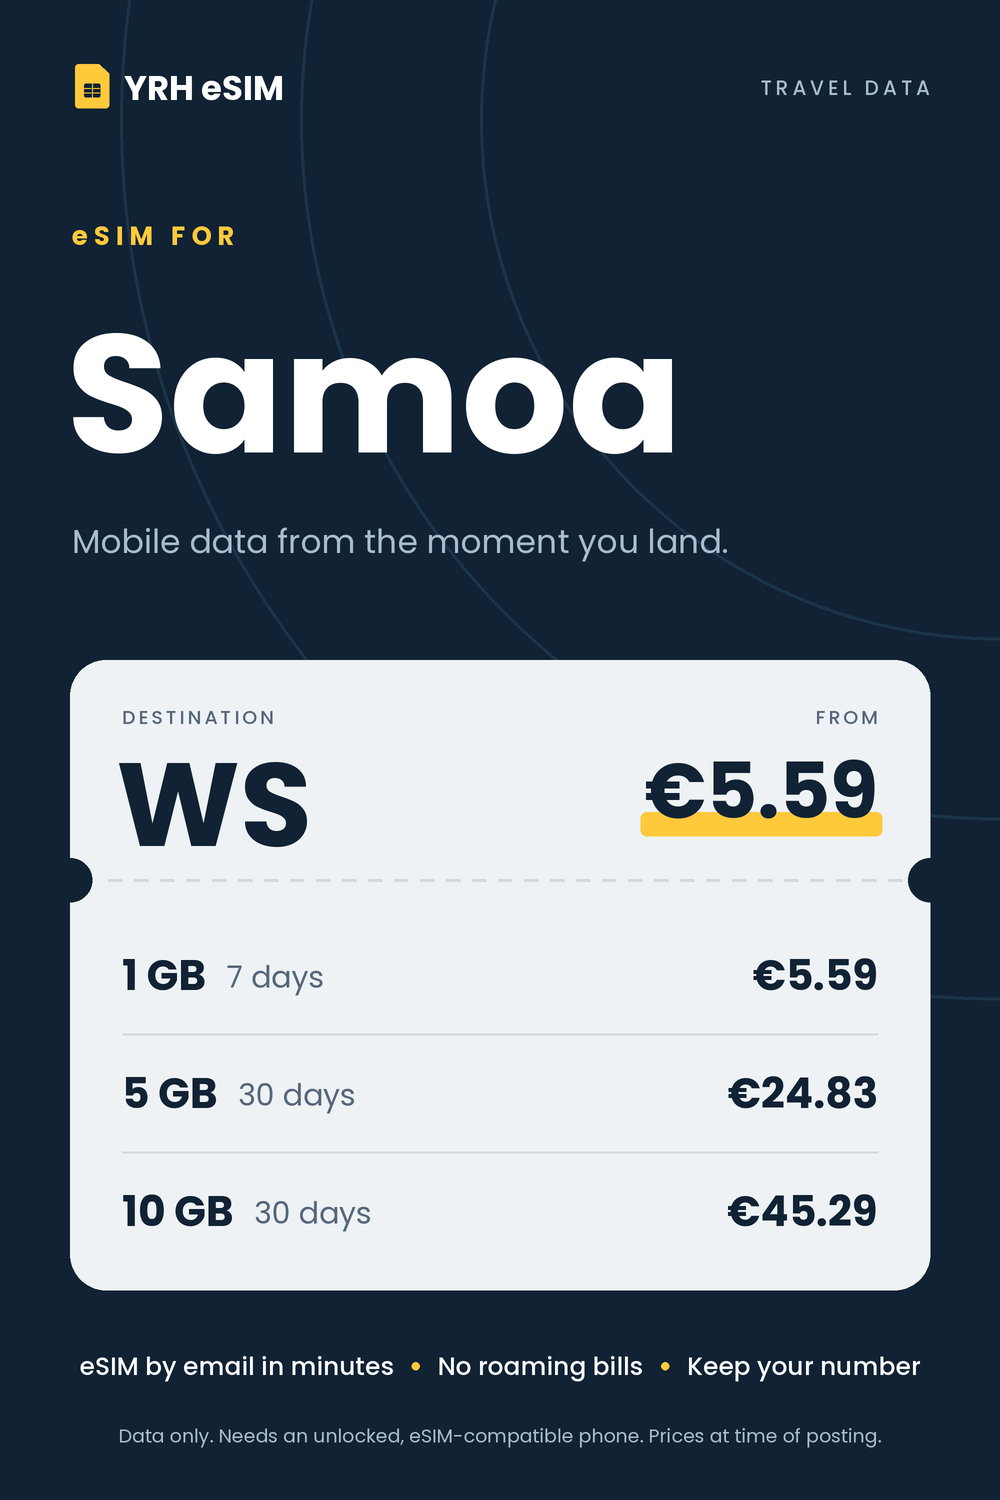 YRH eSIM
TRAVEL DATA
eSIM FOR
Samoa
Mobile data from the moment you land.
DESTINATION
FROM
WS
€5.59
1 GB 7 days €5.59
5 GB 30 days €24.83
10 GB 30 days €45.29
eSIM by email in minutes • No roaming bills • Keep your number
Data only. Needs an unlocked, eSIM-compatible phone. Prices at time of posting.